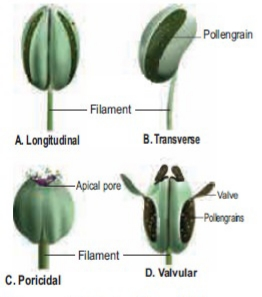 Pollengrain
Filament
A. Longitudinal
B. Transverse
Apical pore
Valve
Pollengrains
Filament
C. Poricidal
D. Valvular